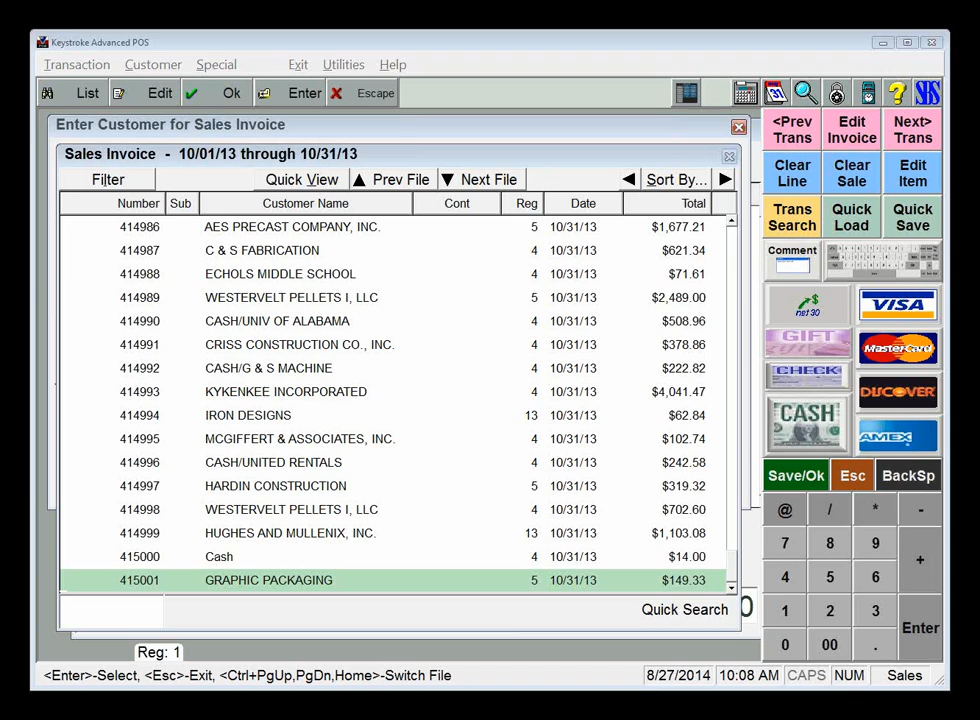 Keystroke Advanced POS
Transaction Customer Special Exit Utilities Help
List Edit Ok Enter Escape 31 ? SBS
Enter Customer for Sales Invoice
Sales Invoice - 10/01/13 through 10/31/13
Filter Quick View Prev File Next File Sort By...
Number Sub Customer Name Cont Reg Date Total
414986 AES PRECAST COMPANY, INC. 5 10/31/13 $1,677.21
414987 C & S FABRICATION 4 10/31/13 $621.34
414988 ECHOLS MIDDLE SCHOOL 4 10/31/13 $71.61
414989 WESTERVELT PELLETS I, LLC 5 10/31/13 $2,489.00
414990 CASH/UNIV OF ALABAMA 4 10/31/13 $508.96
414991 CRISS CONSTRUCTION CO., INC. 4 10/31/13 $378.86
414992 CASH/G & S MACHINE 4 10/31/13 $222.82
414993 KYKENKEE INCORPORATED 4 10/31/13 $4,041.47
414994 IRON DESIGNS 13 10/31/13 $62.84
414995 MCGIFFERT & ASSOCIATES, INC. 4 10/31/13 $102.74
414996 CASH/UNITED RENTALS 4 10/31/13 $242.58
414997 HARDIN CONSTRUCTION 5 10/31/13 $319.32
414998 WESTERVELT PELLETS I, LLC 4 10/31/13 $702.60
414999 HUGHES AND MULLENIX, INC. 13 10/31/13 $1,103.08
415000 Cash 4 10/31/13 $14.00
415001 GRAPHIC PACKAGING 5 10/31/13 $149.33
Quick Search
0
Reg: 1
<Enter>-Select, <Esc>-Exit, <Ctrl+PgUp,PgDn,Home>-Switch File 8/27/2014 10:08 AM CAPS NUM Sales
<Prev Trans
Edit Invoice
Next> Trans
Clear Line
Clear Sale
Edit Item
Trans Search
Quick Load
Quick Save
Comment
$ net 30
VISA
GIFT
MasterCard
CHECK
DISCOVER
CASH
AMEX
Save/Ok Esc BackSp
@ / * -
7 8 9 +
4 5 6
1 2 3 Enter
0 00 .